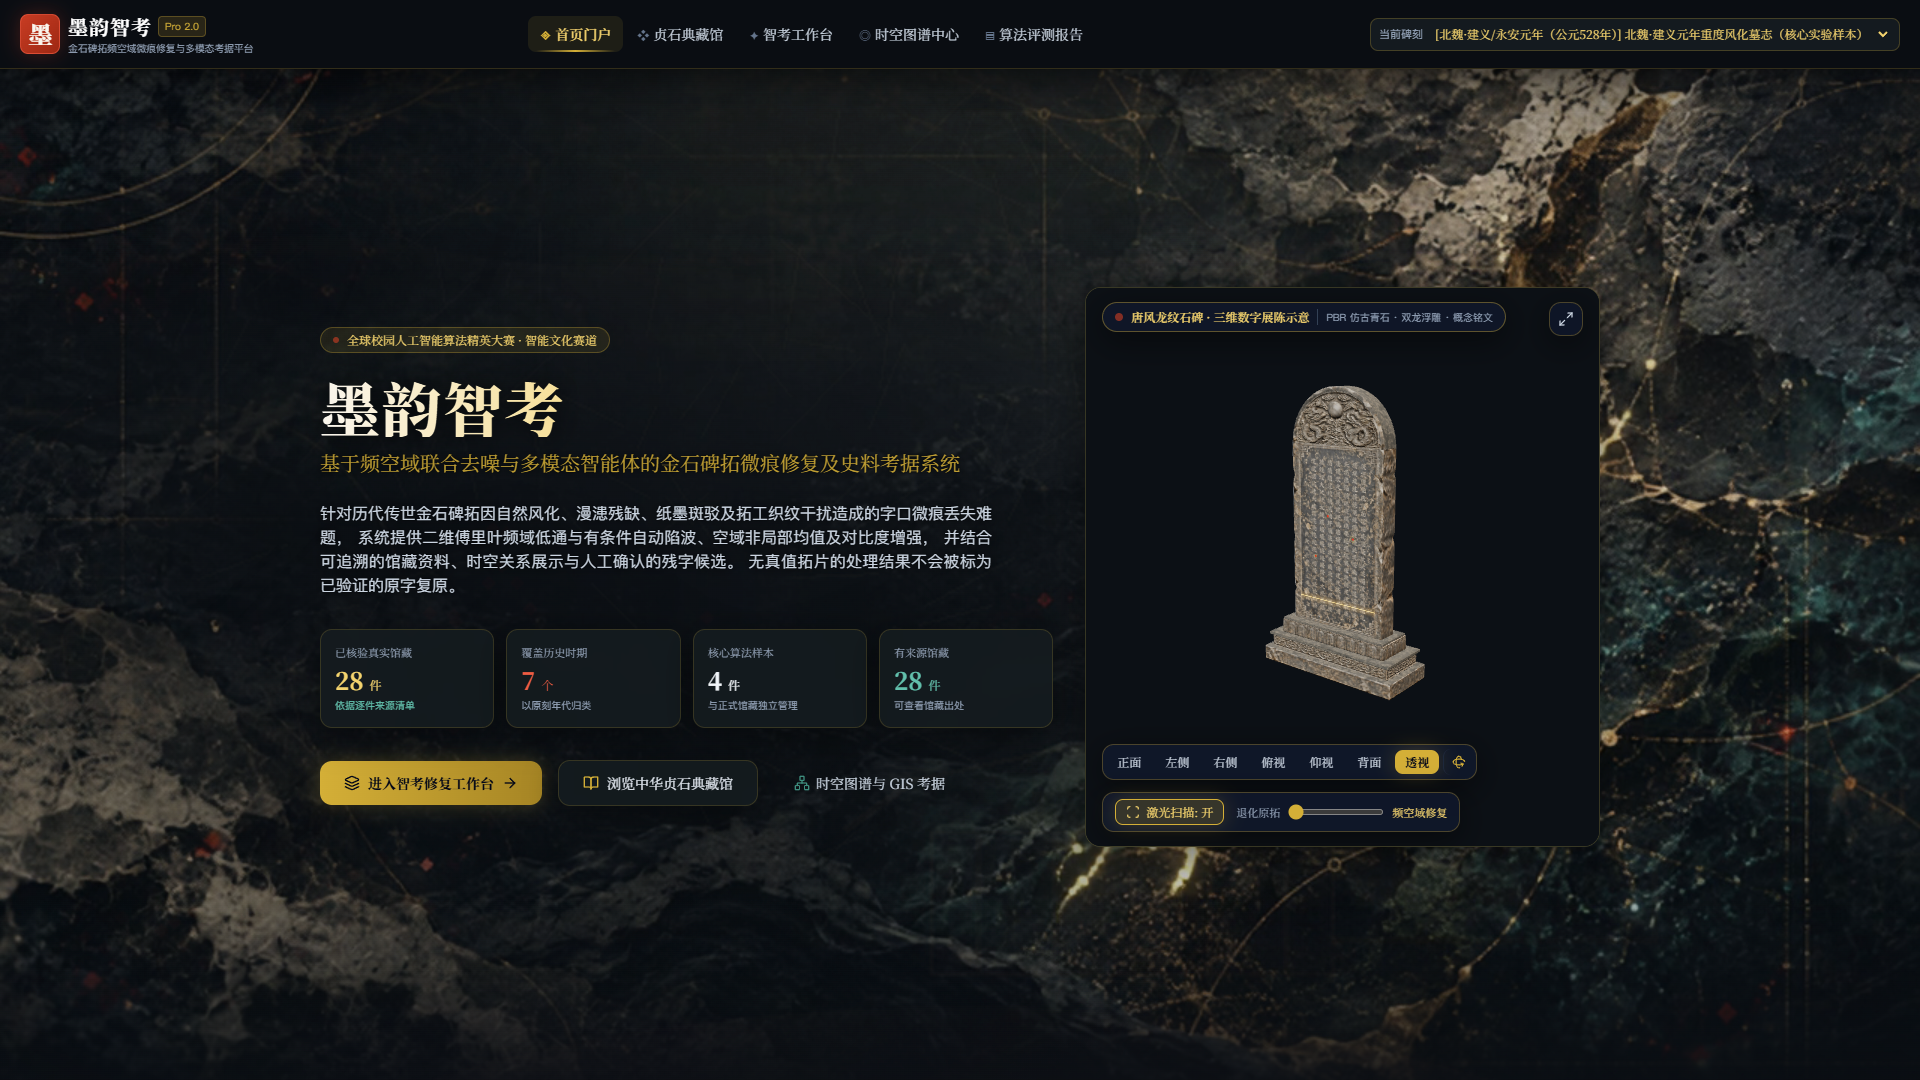 墨
墨韵智考 Pro 2.0
金石碑拓频空域微痕修复与多模态考据平台
首页门户
贞石典藏馆
智考工作台
时空图谱中心
算法评测报告
当前碑刻 [北魏·建义/永安元年（公元528年）] 北魏·建义元年重度风化墓志（核心实验样本）
全球校园人工智能算法精英大赛 · 智能文化赛道
墨韵智考
基于频空域联合去噪与多模态智能体的金石碑拓微痕修复及史料考据系统
针对历代传世金石碑拓因自然风化、漫漶残缺、纸墨斑驳及拓工织纹干扰造成的字口微痕丢失难
题， 系统提供二维傅里叶频域低通与有条件自动陷波、空域非局部均值及对比度增强， 并结合
可追溯的馆藏资料、时空关系展示与人工确认的残字候选。 无真值拓片的处理结果不会被标为
已验证的原字复原。
已核验真实馆藏
28 件
依据逐件来源清单
覆盖历史时期
7 个
以原刻年代归类
核心算法样本
4 件
与正式馆藏独立管理
有来源馆藏
28 件
可查看馆藏出处
进入智考修复工作台
浏览中华贞石典藏馆
时空图谱与 GIS 考据
唐风龙纹石碑 · 三维数字展陈示意
PBR 仿古青石 · 双龙浮雕 · 概念铭文
正面 左侧 右侧 俯视 仰视 背面 透视
激光扫描: 开 退化原拓 频空域修复